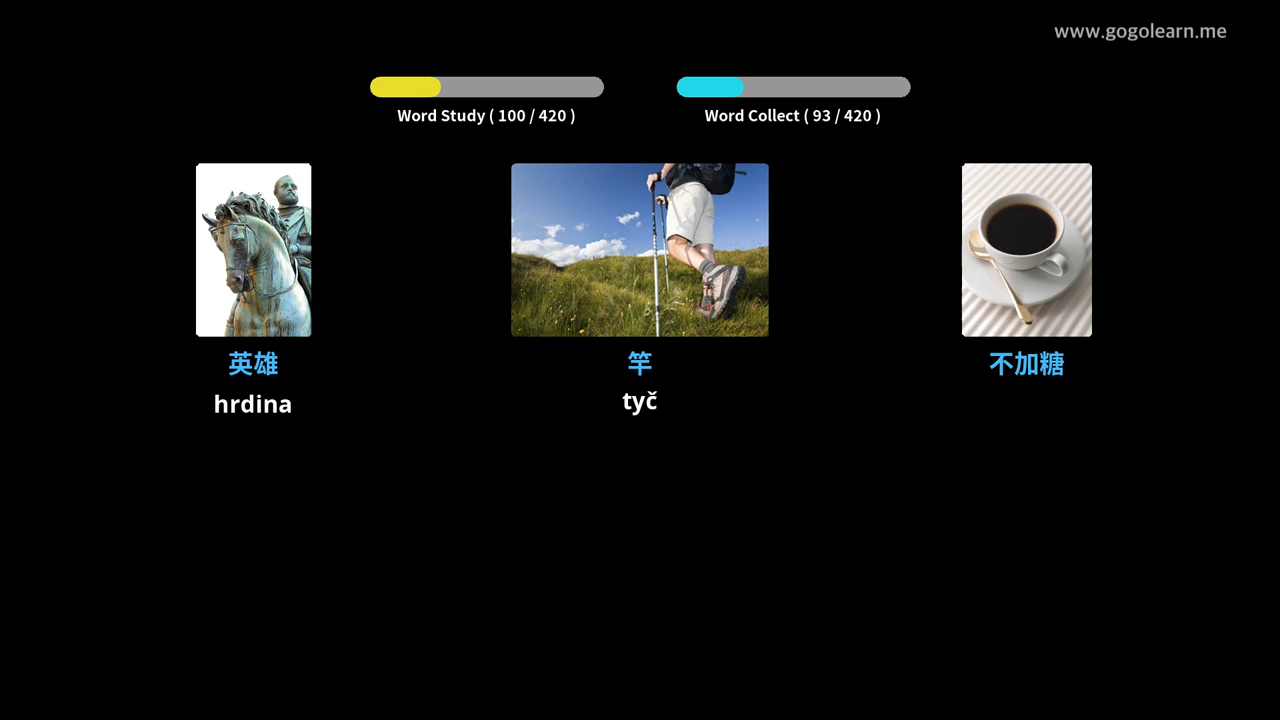 www.gogolearn.me
Word Study ( 100 / 420 )
Word Collect ( 93 / 420 )
英雄
hrdina
竿
tyč
不加糖